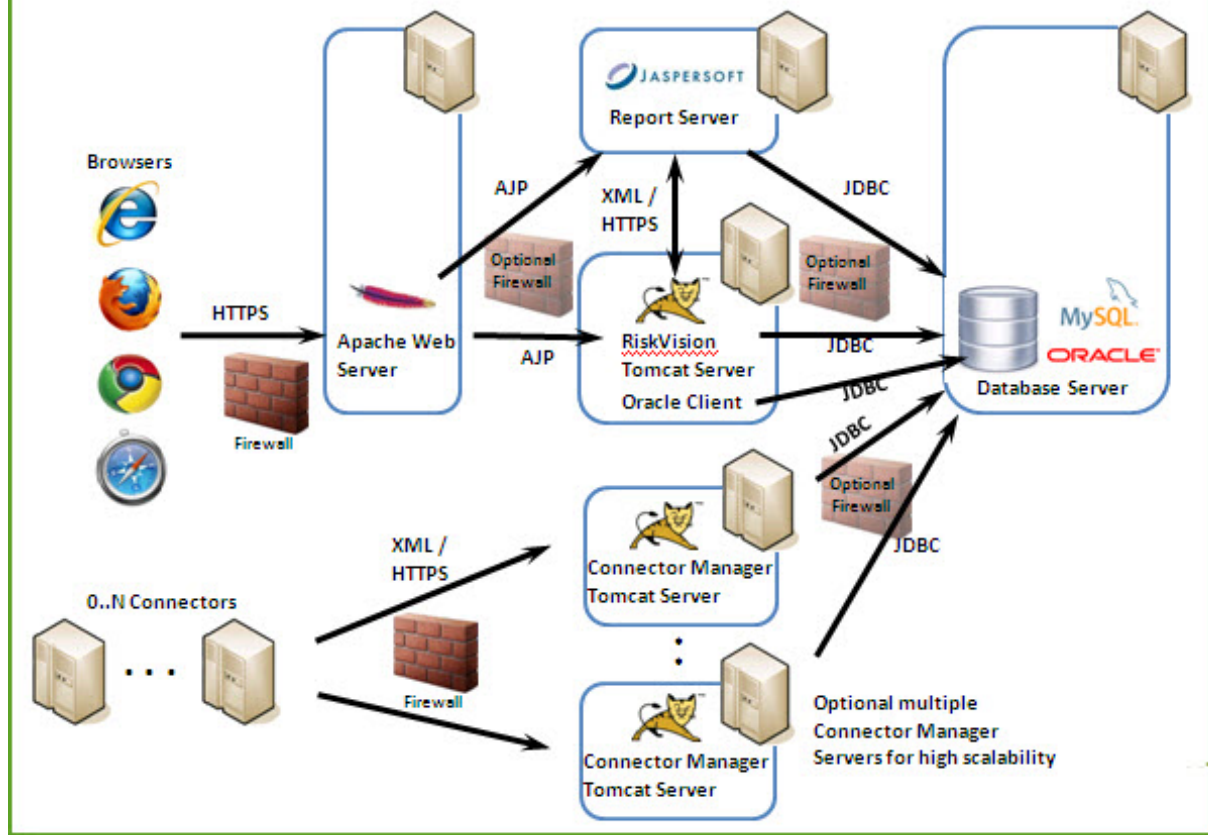 JASPERSOFT
Report Server
Browsers
AJP
XML /
HTTPS
JDBC
Optional
Firewall
Optional
Firewall
HTTPS
Apache Web
Server
AJP
RiskVision
Tomcat Server
Oracle Client
JDBC
JDBC
MySQL
ORACLE
Database Server
Firewall
JDBC
Optional
Firewall
JDBC
XML /
HTTPS
Connector Manager
Tomcat Server
0..N Connectors
. . .
Firewall
:
Connector Manager
Tomcat Server
Optional multiple
Connector Manager
Servers for high scalability